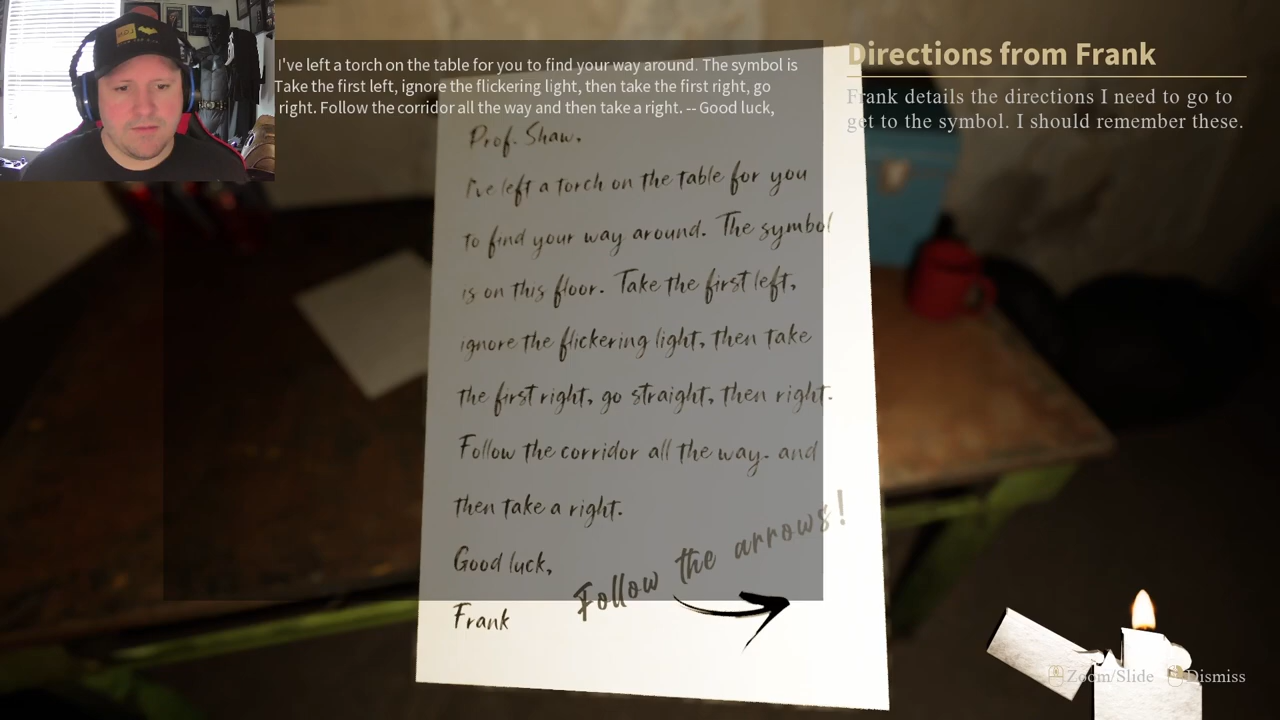 I've left a torch on the table for you to find your way around. The symbol is
Take the first left, ignore the flickering light, then take the first right, go
right. Follow the corridor all the way and then take a right. -- Good luck,
Directions from Frank
Frank details the directions I need to go to
get to the symbol. I should remember these.
Prof. Shaw,
I've left a torch on the table for you
to find your way around. The symbol
is on this floor. Take the first left,
ignore the flickering light, then take
the first right, go straight, then right.
Follow the corridor all the way. and
then take a right.
Good luck,
Frank
Follow the arrows!
Zoom/Slide
Dismiss